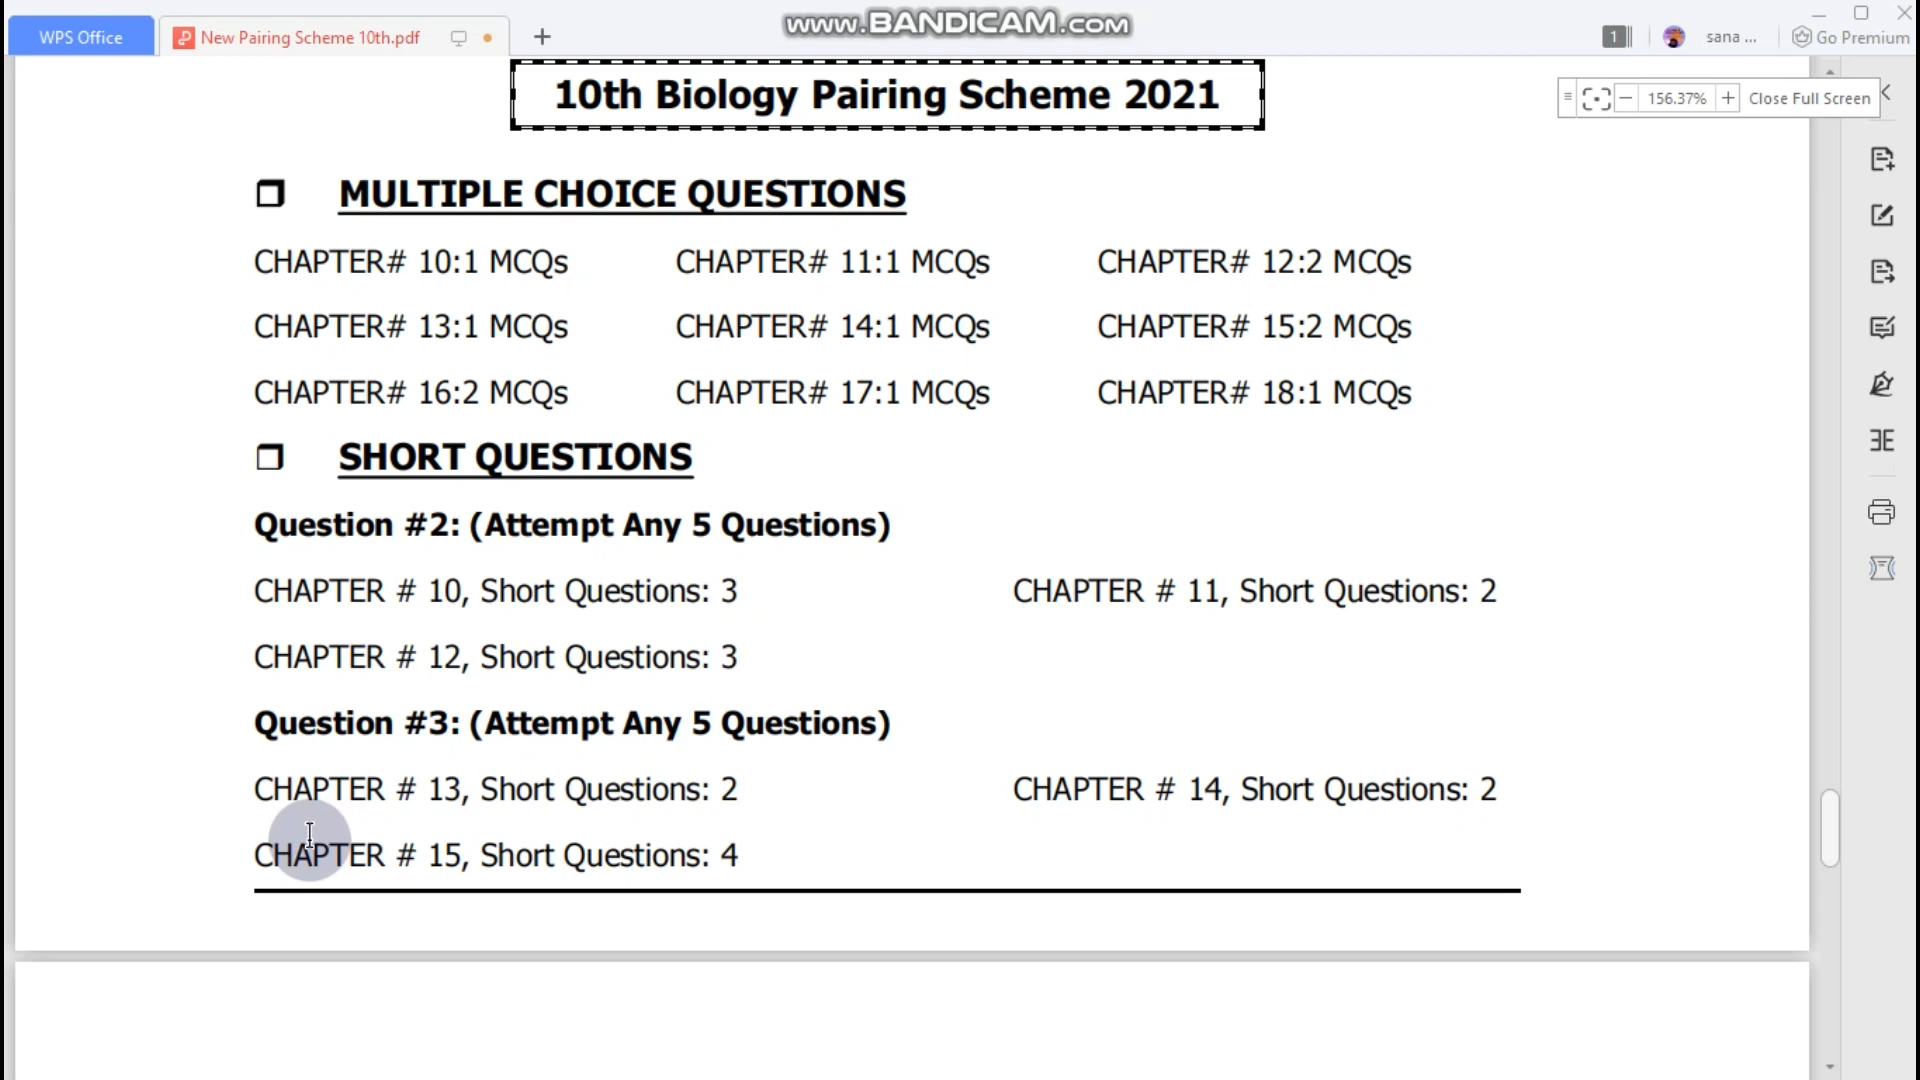 www.BANDICAM.com
WPS Office New Pairing Scheme 10th.pdf 1 sana ... Go Premium
156.37% Close Full Screen
10th Biology Pairing Scheme 2021
MULTIPLE CHOICE QUESTIONS
CHAPTER# 10:1 MCQs CHAPTER# 11:1 MCQs CHAPTER# 12:2 MCQs
CHAPTER# 13:1 MCQs CHAPTER# 14:1 MCQs CHAPTER# 15:2 MCQs
CHAPTER# 16:2 MCQs CHAPTER# 17:1 MCQs CHAPTER# 18:1 MCQs
SHORT QUESTIONS
Question #2: (Attempt Any 5 Questions)
CHAPTER # 10, Short Questions: 3 CHAPTER # 11, Short Questions: 2
CHAPTER # 12, Short Questions: 3
Question #3: (Attempt Any 5 Questions)
CHAPTER # 13, Short Questions: 2 CHAPTER # 14, Short Questions: 2
CHAPTER # 15, Short Questions: 4